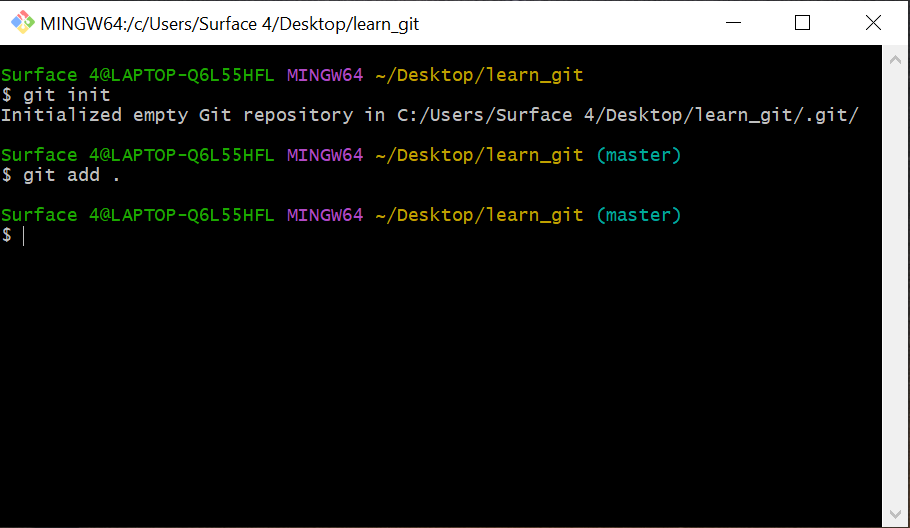 MINGW64:/c/Users/Surface 4/Desktop/learn_git
Surface 4@LAPTOP-Q6L55HFL MINGW64 ~/Desktop/learn_git
$ git init
Initialized empty Git repository in C:/Users/Surface 4/Desktop/learn_git/.git/
Surface 4@LAPTOP-Q6L55HFL MINGW64 ~/Desktop/learn_git (master)
$ git add .
Surface 4@LAPTOP-Q6L55HFL MINGW64 ~/Desktop/learn_git (master)
$